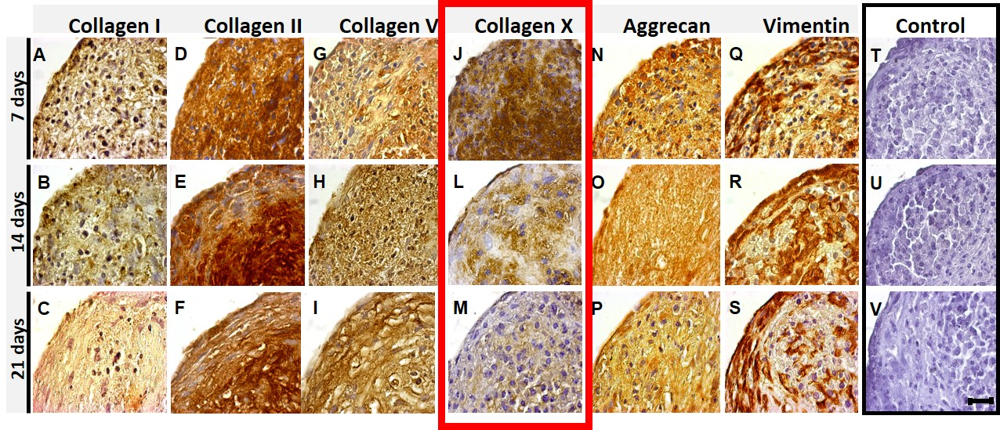 Collagen I Collagen II Collagen V Collagen X Aggrecan Vimentin Control
7 days A D G J N Q T
14 days B E H L O R U
21 days C F I M P S V